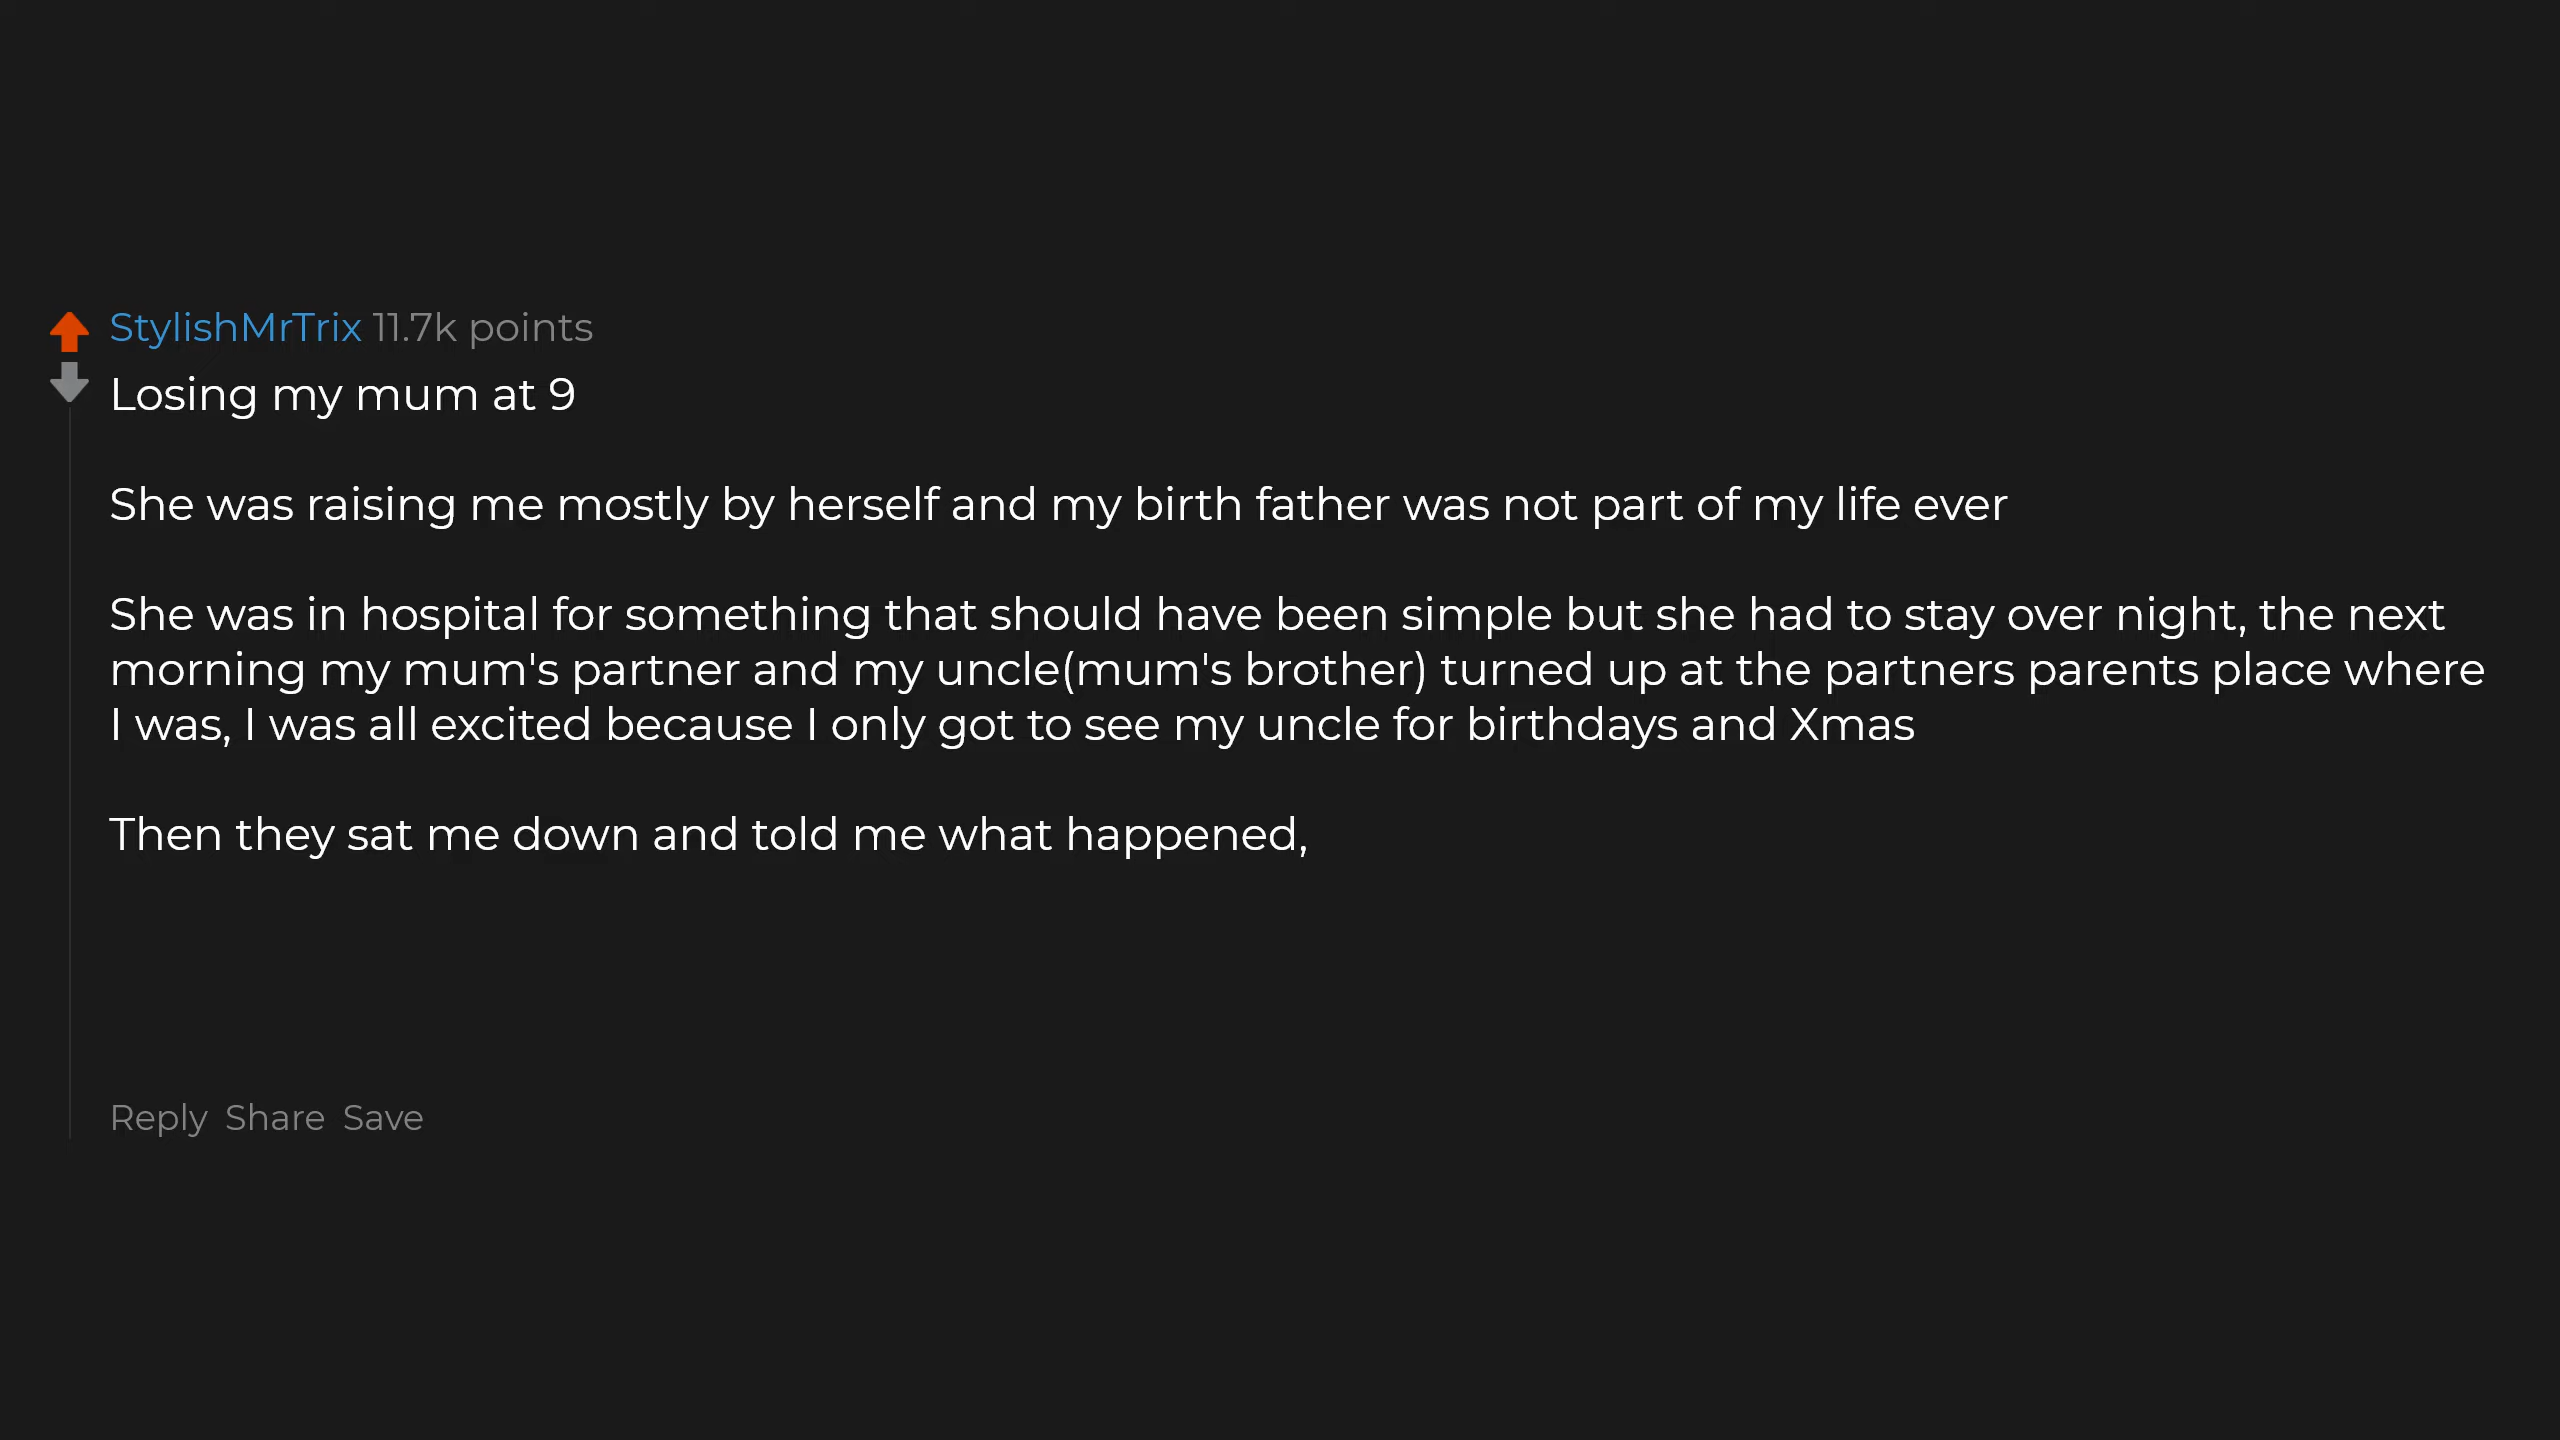 StylishMrTrix 11.7k points
Losing my mum at 9
She was raising me mostly by herself and my birth father was not part of my life ever
She was in hospital for something that should have been simple but she had to stay over night, the next
morning my mum's partner and my uncle(mum's brother) turned up at the partners parents place where
I was, I was all excited because I only got to see my uncle for birthdays and Xmas
Then they sat me down and told me what happened,
Reply Share Save